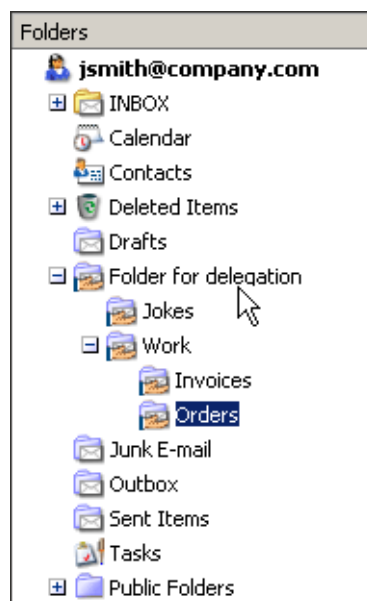 Folders
jsmith@company.com
INBOX
Calendar
Contacts
Deleted Items
Drafts
Folder for delegation
Jokes
Work
Invoices
Orders
Junk E-mail
Outbox
Sent Items
Tasks
Public Folders